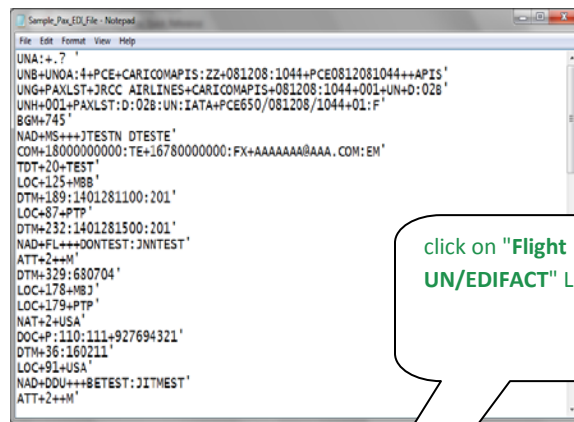 Sample_Pax_EDI_File - Notepad
File Edit Format View Help
UNA:+.? '
UNB+UNOA:4+PCE+CARICOMAPIS:ZZ+081208:1044+PCE0812081044++APIS'
UNG+PAXLST+JRCC AIRLINES+CARICOMAPIS+081208:1044+001+UN+D:02B'
UNH+001+PAXLST:D:02B:UN:IATA+PCE650/081208/1044+01:F'
BGM+745'
NAD+MS+++JTESTN DTESTE'
COM+18000000000:TE+16780000000:FX+AAAAAAA@AAA.COM:EM'
TDT+20+TEST'
LOC+125+MBB'
DTM+189:1401281100:201'
LOC+87+PTP'
DTM+232:1401281500:201'
NAD+FL+++DONTEST:JNNTEST'
ATT+2++M'
DTM+329:680704'
LOC+178+MBJ'
LOC+179+PTP'
NAT+2+USA'
DOC+P:110:111+927694321'
DTM+36:160211'
LOC+91+USA'
NAD+DDU+++BETEST:JITMEST'
ATT+2++M'
click on "Flight
UN/EDIFACT" L